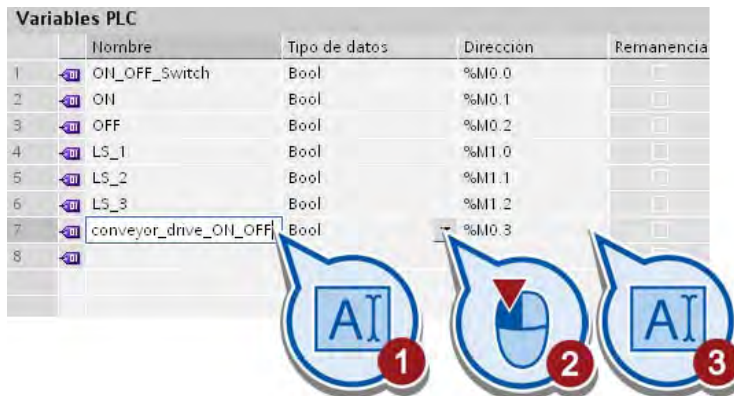 Variables PLC
Nombre Tipo de datos Dirección Remanencia
1 ON_OFF_Switch Bool %M0.0
2 ON Bool %M0.1
3 OFF Bool %M0.2
4 LS_1 Bool %M1.0
5 LS_2 Bool %M1.1
6 LS_3 Bool %M1.2
7 conveyor_drive_ON_OFF Bool %M0.3
8
AI AI
1 2 3